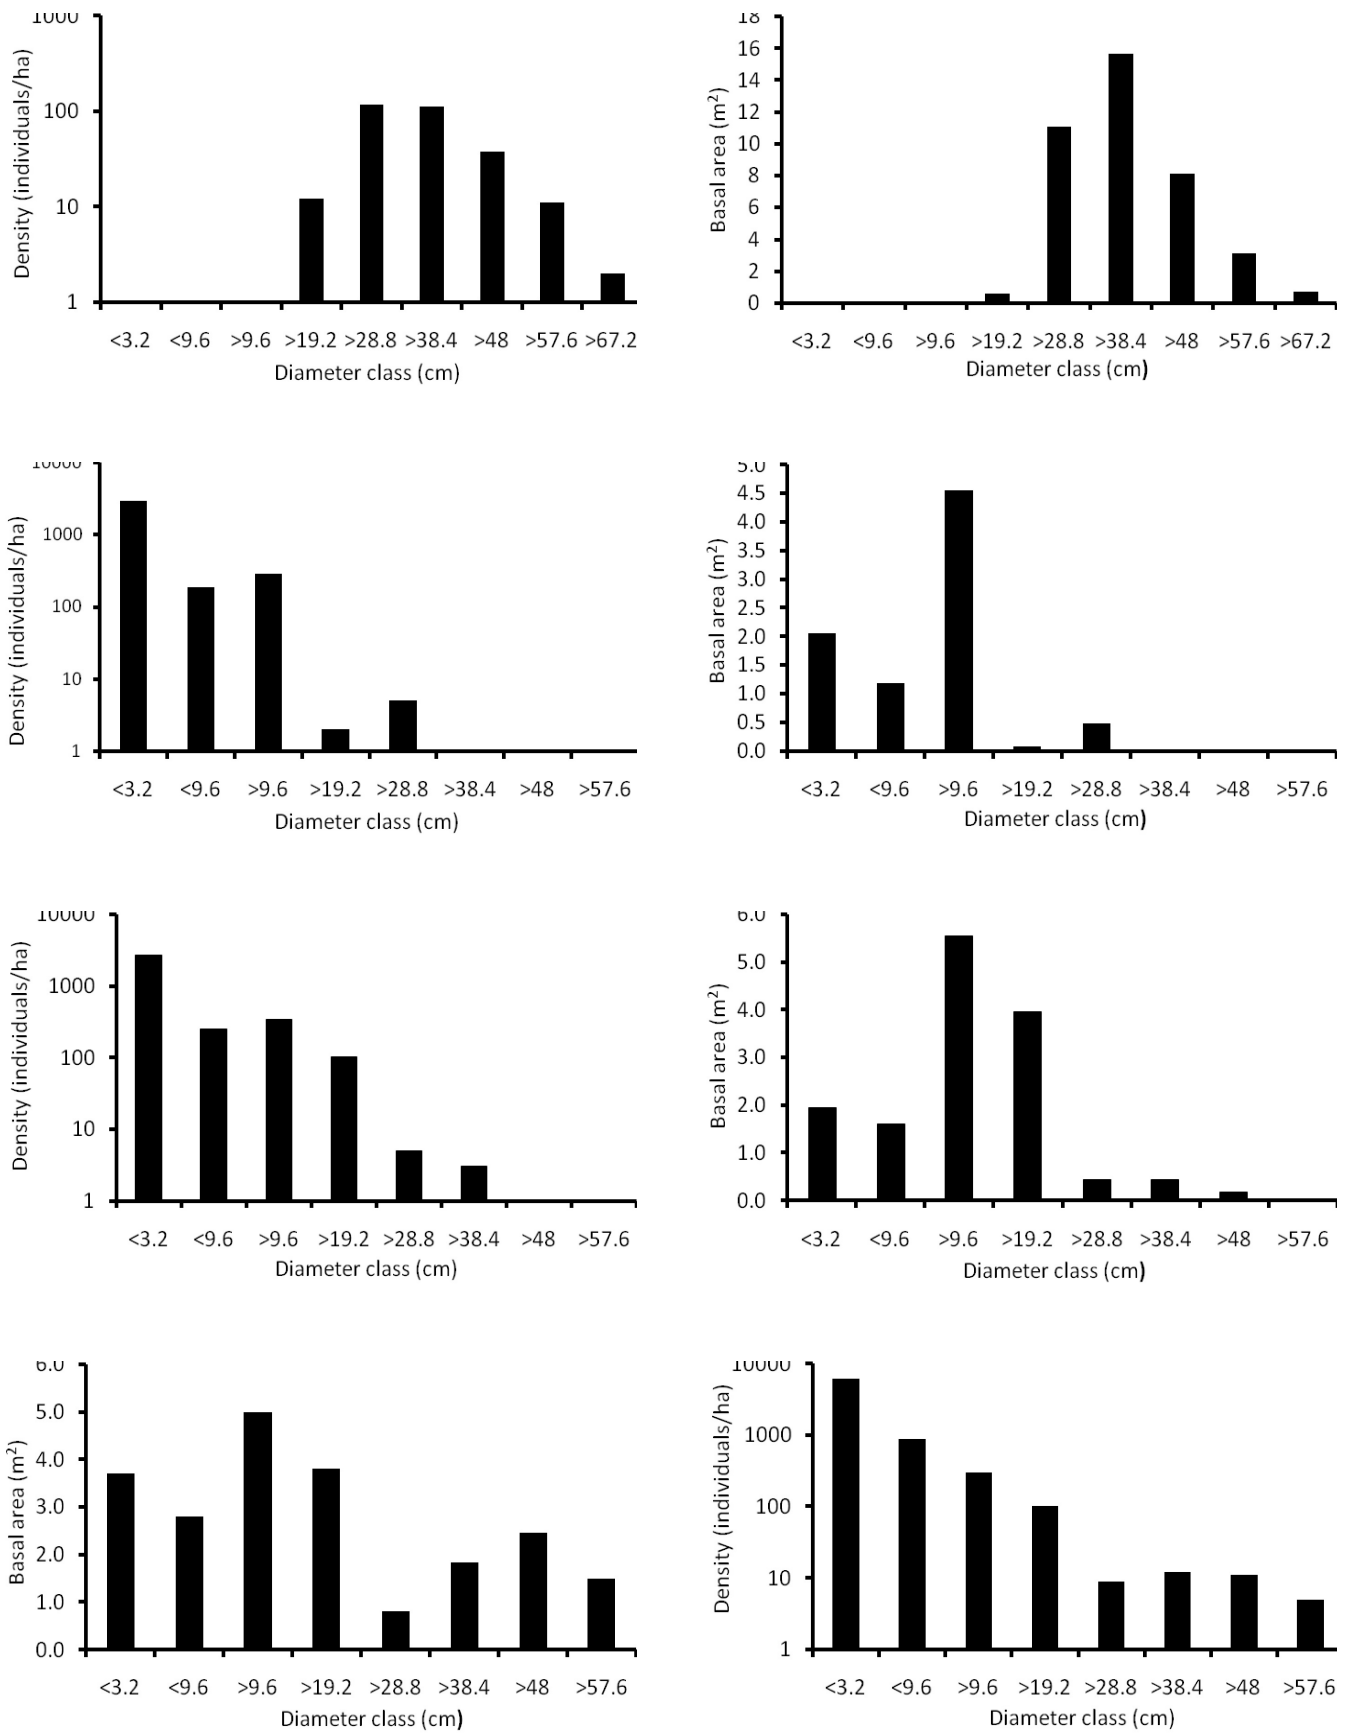 1000
100
10
1
Density (individuals/ha)
<3.2 <9.6 >9.6 >19.2 >28.8 >38.4 >48 >57.6 >67.2
Diameter class (cm)
18
16
14
12
10
8
6
4
2
0
Basal area (m²)
<3.2 <9.6 >9.6 >19.2 >28.8 >38.4 >48 >57.6 >67.2
Diameter class (cm)
10000
1000
100
10
1
Density (individuals/ha)
<3.2 <9.6 >9.6 >19.2 >28.8 >38.4 >48 >57.6
Diameter class (cm)
5.0
4.5
4.0
3.5
3.0
2.5
2.0
1.5
1.0
0.5
0.0
Basal area (m²)
<3.2 <9.6 >9.6 >19.2 >28.8 >38.4 >48 >57.6
Diameter class (cm)
10000
1000
100
10
1
Density (individuals/ha)
<3.2 <9.6 >9.6 >19.2 >28.8 >38.4 >48 >57.6
Diameter class (cm)
6.0
5.0
4.0
3.0
2.0
1.0
0.0
Basal area (m²)
<3.2 <9.6 >9.6 >19.2 >28.8 >38.4 >48 >57.6
Diameter class (cm)
6.0
5.0
4.0
3.0
2.0
1.0
0.0
Basal area (m²)
<3.2 <9.6 >9.6 >19.2 >28.8 >38.4 >48 >57.6
Diameter class (cm)
10000
1000
100
10
1
Density (individuals/ha)
<3.2 <9.6 >9.6 >19.2 >28.8 >38.4 >48 >57.6
Diameter class (cm)